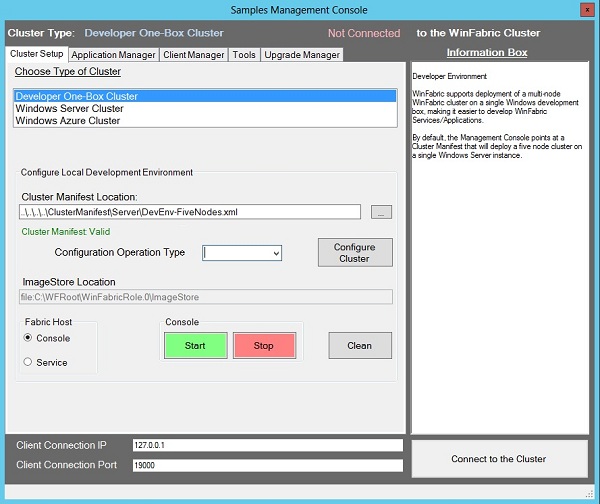 Samples Management Console
x
Cluster Type: Developer One-Box Cluster Not Connected to the WinFabric Cluster
Cluster Setup Application Manager Client Manager Tools Upgrade Manager
Information Box
Choose Type of Cluster
Developer One-Box Cluster
Windows Server Cluster
Windows Azure Cluster
Developer Environment
WinFabric supports deployment of a multi-node
WinFabric cluster on a single Windows development
box, making it easier to develop WinFabric
Services/Applications.
By default, the Management Console points at a
Cluster Manifest that will deploy a five node cluster on
a single Windows Server instance.
Configure Local Development Environment
Cluster Manifest Location:
..\..\..\..\ClusterManifest\Server\DevEnv-FiveNodes.xml
...
Cluster Manifest: Valid
Configuration Operation Type
Configure
Cluster
ImageStore Location
file:C:\WFRoot\WinFabricRole.0\ImageStore
Fabric Host
Console
Service
Console
Start
Stop
Clean
Client Connection IP 127.0.0.1
Client Connection Port 19000
Connect to the Cluster